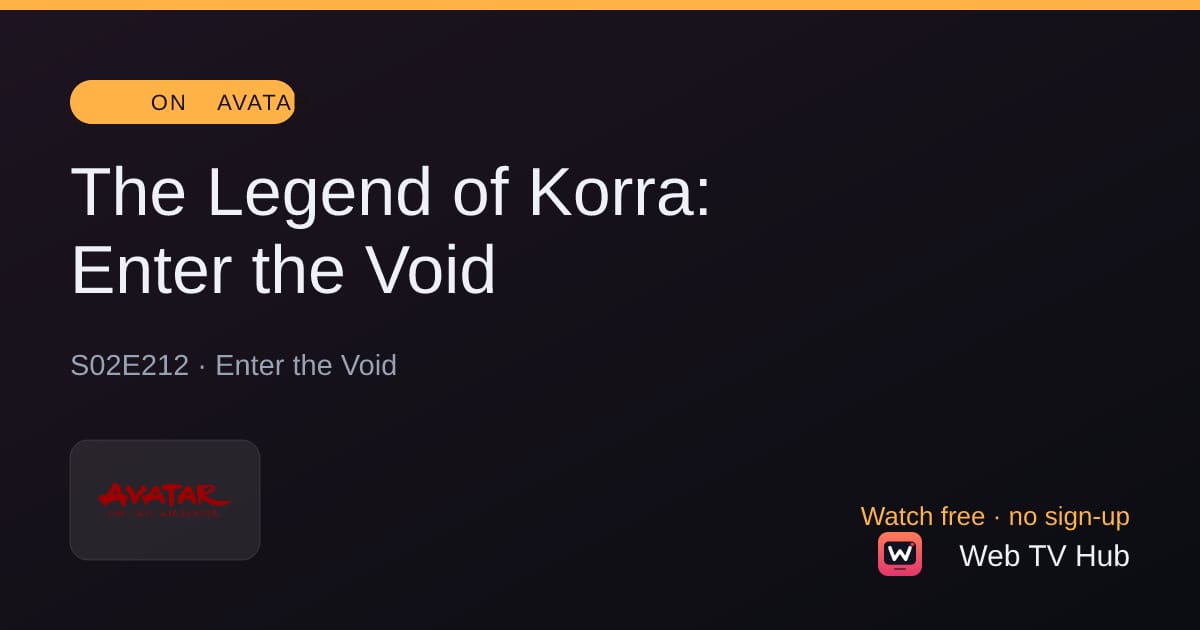 ON AVATA
The Legend of Korra:
Enter the Void
S02E212 · Enter the Void
AVATAR
Watch free · no sign-up
W
Web TV Hub